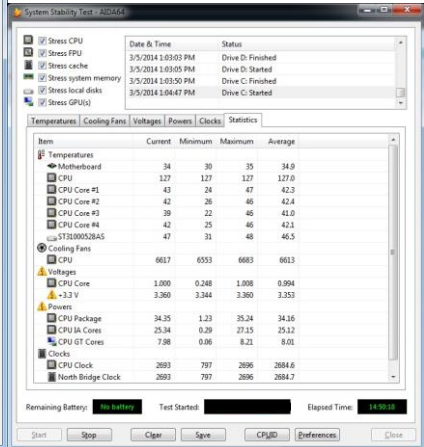 System Stability Test - AIDA64
Stress CPU
Stress FPU
Stress cache
Stress system memory
Stress local disks
Stress GPU(s)
Date & Time Status
3/5/2014 1:03:03 PM Drive D: Finished
3/5/2014 1:03:05 PM Drive D: Started
3/5/2014 1:03:50 PM Drive C: Finished
3/5/2014 1:04:47 PM Drive C: Started
Temperatures Cooling Fans Voltages Powers Clocks Statistics
Item Current Minimum Maximum Average
Temperatures
Motherboard 34 30 35 34.9
CPU 127 127 127 127.0
CPU Core #1 43 24 47 42.3
CPU Core #2 42 26 46 42.4
CPU Core #3 39 22 46 41.0
CPU Core #4 42 25 46 42.1
ST31000528AS 47 31 48 46.5
Cooling Fans
CPU 6617 6553 6683 6613
Voltages
CPU Core 1.000 0.248 1.008 0.994
+3.3 V 3.360 3.344 3.360 3.353
Powers
CPU Package 34.35 1.23 35.24 34.16
CPU IA Cores 25.34 0.29 27.15 25.12
CPU GT Cores 7.98 0.06 8.21 8.01
Clocks
CPU Clock 2693 797 2696 2684.6
North Bridge Clock 2693 797 2696 2684.7
Remaining Battery: No battery Test Started: Elapsed Time: 14:50:18
Start Stop Clear Save CPUID Preferences Close